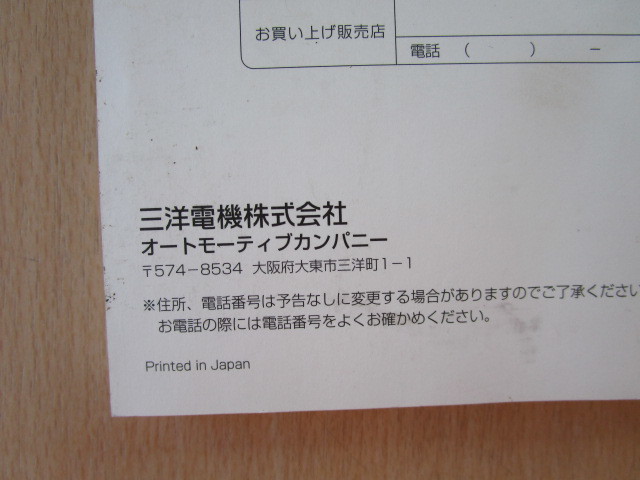 お買い上げ販売店
電話 （　　　） －
三洋電機株式会社
オートモーティブカンパニー
〒574－8534 大阪府大東市三洋町1－1
※住所、電話番号は予告なしに変更する場合がありますのでご了承ください
お電話の際には電話番号をよくお確かめください。
Printed in Japan